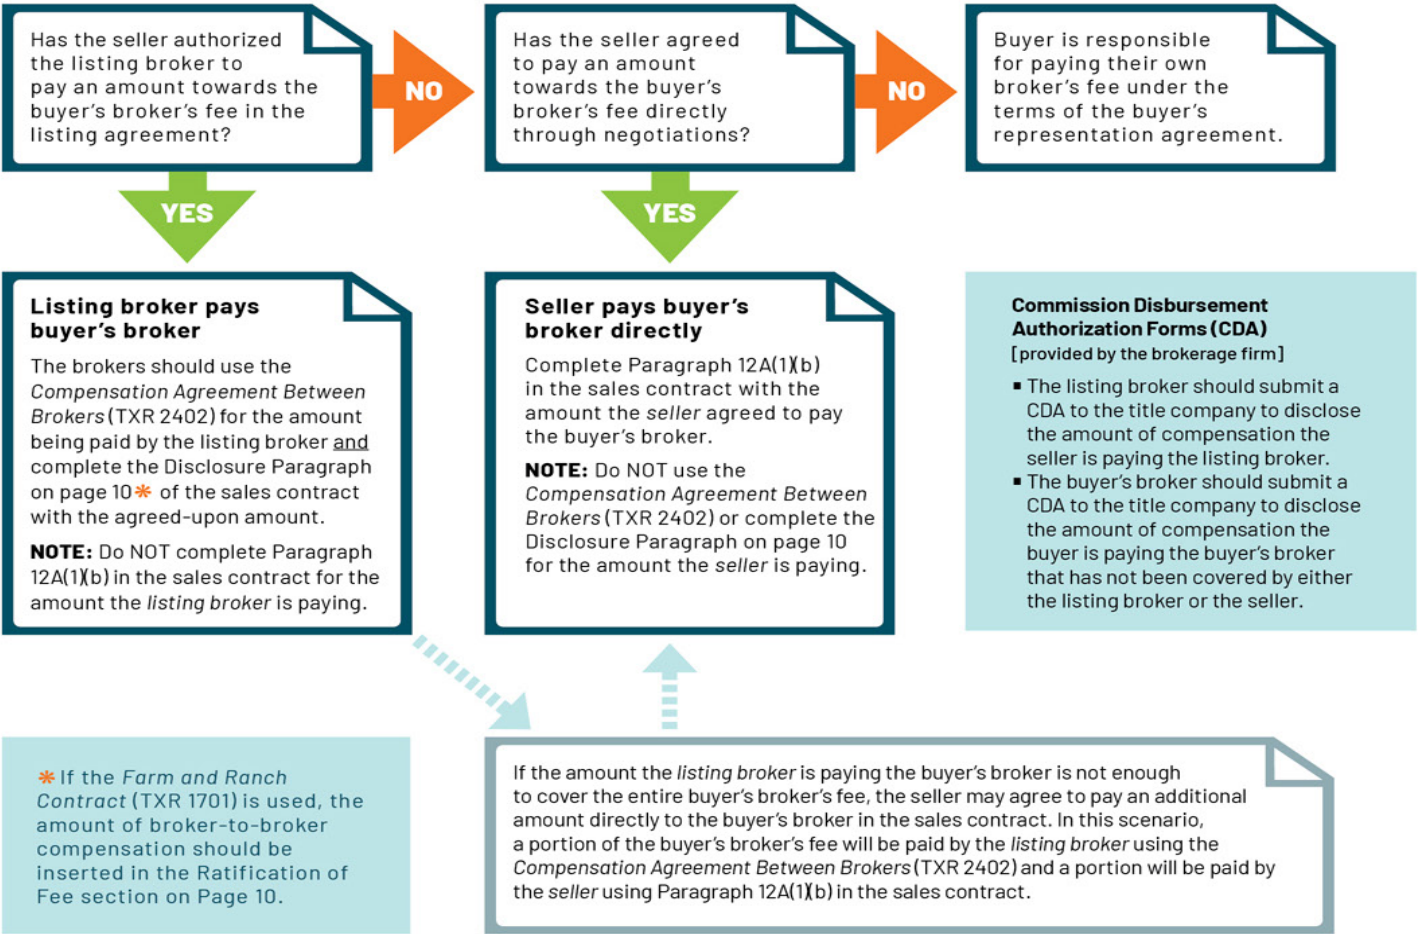 Has the seller authorized
the listing broker to
pay an amount towards the
buyer's broker's fee in the
listing agreement?
NO
Has the seller agreed
to pay an amount
towards the buyer's
broker's fee directly
through negotiations?
NO
Buyer is responsible
for paying their own
broker's fee under the
terms of the buyer's
representation agreement.
YES
YES
Listing broker pays
buyer's broker
The brokers should use the
Compensation Agreement Between
Brokers (TXR 2402) for the amount
being paid by the listing broker and
complete the Disclosure Paragraph
on page 10* of the sales contract
with the agreed-upon amount.
NOTE: Do NOT complete Paragraph
12A(1)(b) in the sales contract for the
amount the listing broker is paying.
Seller pays buyer's
broker directly
Complete Paragraph 12A(1)(b)
in the sales contract with the
amount the seller agreed to pay
the buyer's broker.
NOTE: Do NOT use the
Compensation Agreement Between
Brokers (TXR 2402) or complete the
Disclosure Paragraph on page 10
for the amount the seller is paying.
Commission Disbursement
Authorization Forms (CDA)
[provided by the brokerage firm]
▪ The listing broker should submit a
CDA to the title company to disclose
the amount of compensation the
seller is paying the listing broker.
▪ The buyer's broker should submit a
CDA to the title company to disclose
the amount of compensation the
buyer is paying the buyer's broker
that has not been covered by either
the listing broker or the seller.
* If the Farm and Ranch
Contract (TXR 1701) is used, the
amount of broker-to-broker
compensation should be
inserted in the Ratification of
Fee section on Page 10.
If the amount the listing broker is paying the buyer's broker is not enough
to cover the entire buyer's broker's fee, the seller may agree to pay an additional
amount directly to the buyer's broker in the sales contract. In this scenario,
a portion of the buyer's broker's fee will be paid by the listing broker using the
Compensation Agreement Between Brokers (TXR 2402) and a portion will be paid by
the seller using Paragraph 12A(1)(b) in the sales contract.